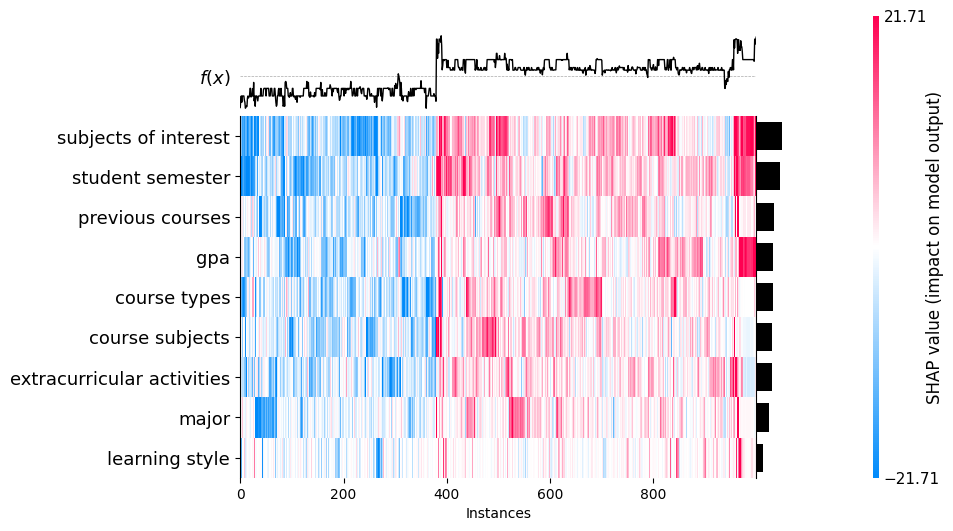 21.71
f(x)
subjects of interest
student semester
previous courses
gpa
course types
course subjects
extracurricular activities
major
learning style
0 200 400 600 800
Instances
SHAP value (impact on model output)
−21.71